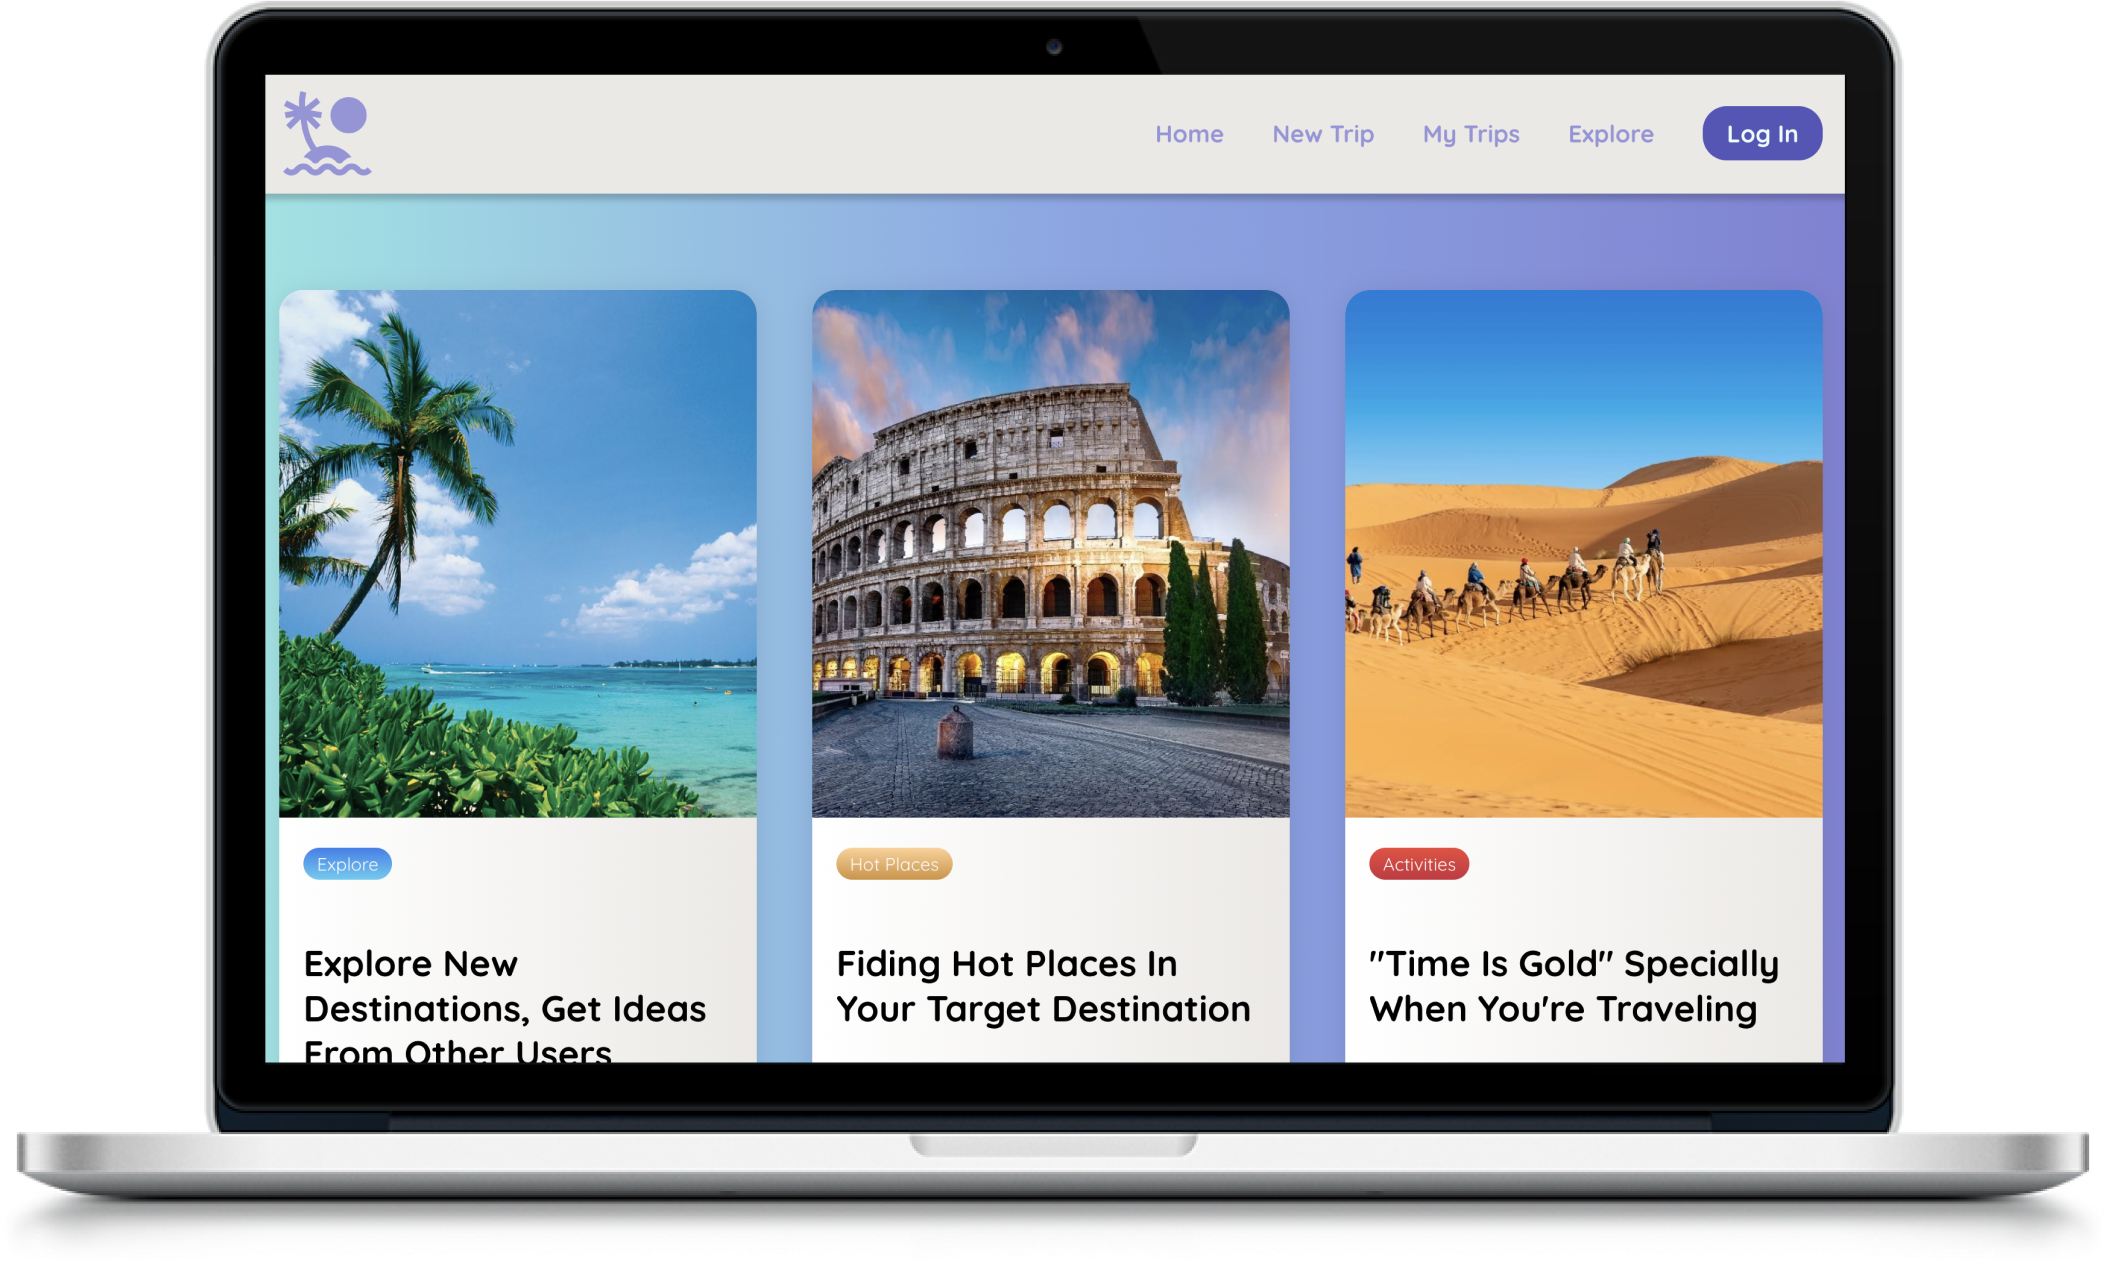 Home New Trip My Trips Explore Log In
Explore
Explore New
Destinations, Get Ideas
From Other Users
Hot Places
Fiding Hot Places In
Your Target Destination
Activities
"Time Is Gold" Specially
When You're Traveling